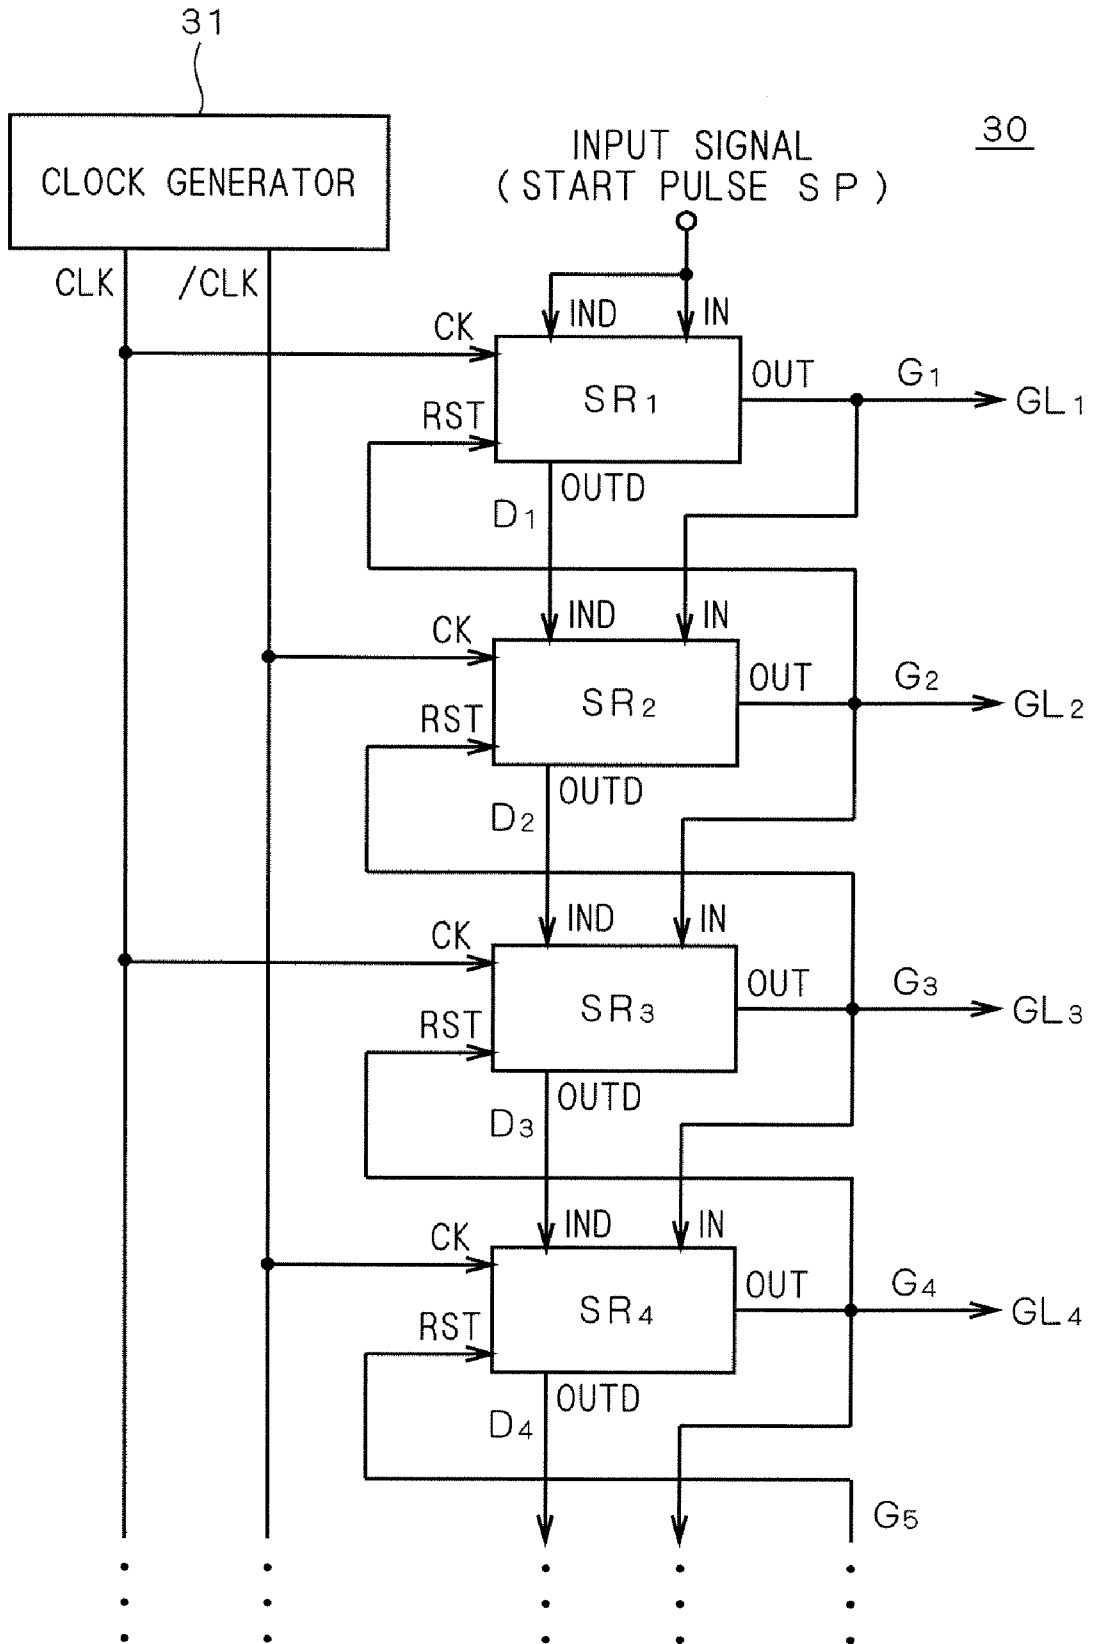 31
30
CLOCK GENERATOR
INPUT SIGNAL
(START PULSE SP)
CLK
/CLK
IND
IN
CK
OUT
G1
GL1
SR1
RST
OUTD
D1
IND
IN
CK
OUT
G2
GL2
SR2
RST
OUTD
D2
IND
IN
CK
OUT
G3
GL3
SR3
RST
OUTD
D3
IND
IN
CK
OUT
G4
GL4
SR4
RST
OUTD
D4
G5